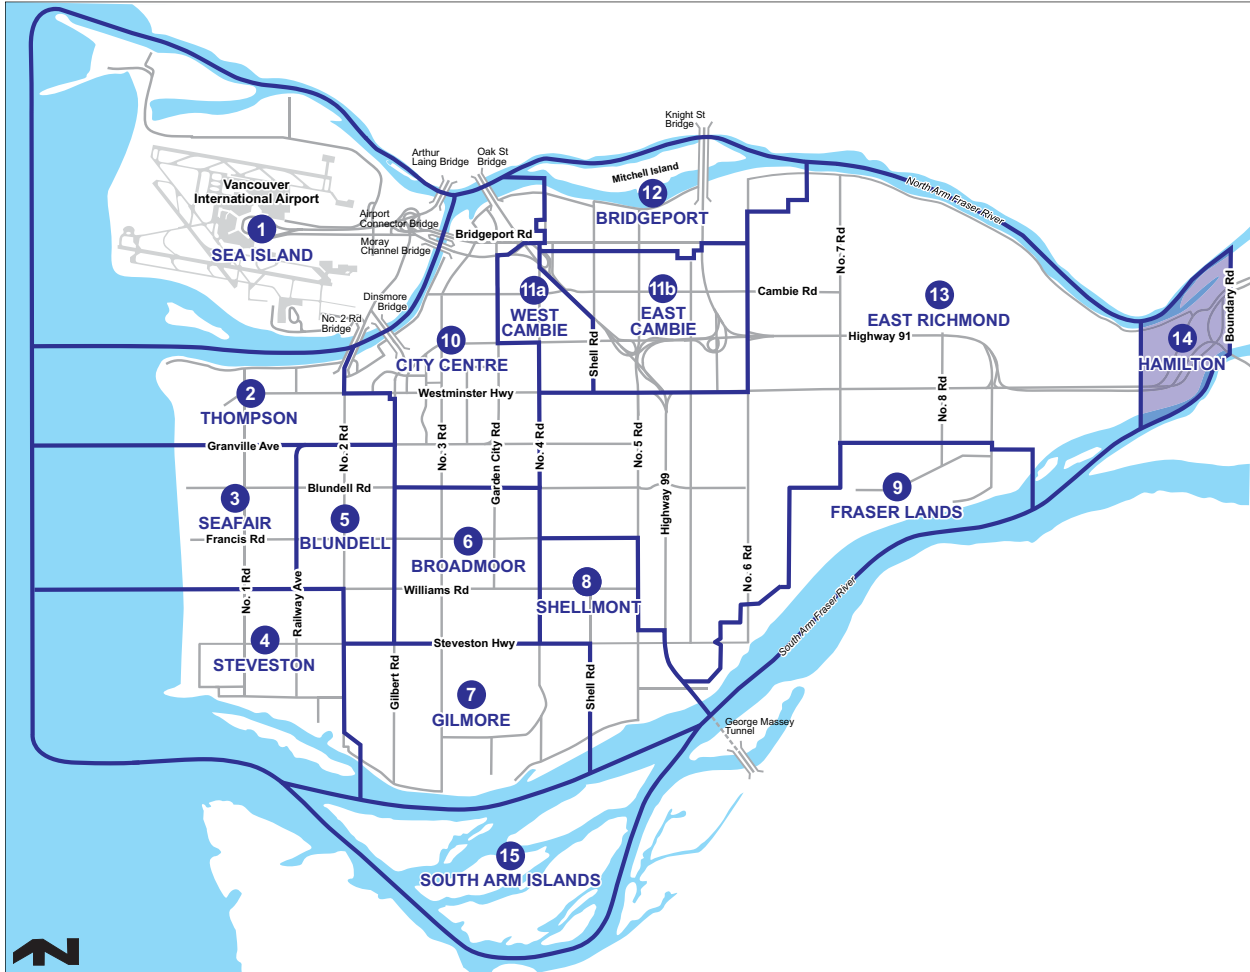 Knight St
Bridge
Arthur
Laing Bridge
Oak St
Bridge
Mitchell Island
12
BRIDGEPORT
North Arm Fraser River
Vancouver
International Airport
1
SEA ISLAND
Airport
Connector Bridge
Moray
Channel Bridge
Bridgeport Rd
No. 7 Rd
Boundary Rd
Dinsmore
Bridge
No. 2 Rd
Bridge
11a
WEST
CAMBIE
11b
EAST
CAMBIE
Cambie Rd
13
EAST RICHMOND
Highway 91
14
HAMILTON
10
CITY CENTRE
Shell Rd
Westminster Hwy
No. 8 Rd
2
THOMPSON
Granville Ave
No. 2 Rd
No. 3 Rd
Garden City Rd
No. 4 Rd
No. 5 Rd
Highway 99
Blundell Rd
3
SEAFAIR
Francis Rd
5
BLUNDELL
6
BROADMOOR
9
FRASER LANDS
No. 1 Rd
Railway Ave
Williams Rd
8
SHELLMONT
No. 6 Rd
South Arm Fraser River
4
STEVESTON
Steveston Hwy
Gilbert Rd
7
GILMORE
Shell Rd
George Massey
Tunnel
15
SOUTH ARM ISLANDS
N